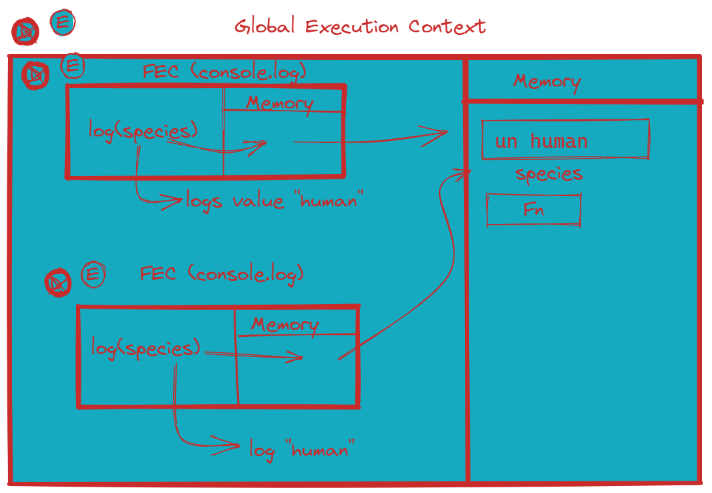 E
Global Execution Context
D
E
FEC (console.log)
Memory
Memory
log(species)
un human
species
logs value "human"
Fn
E
FEC (console.log)
D
Memory
log(species)
log "human"